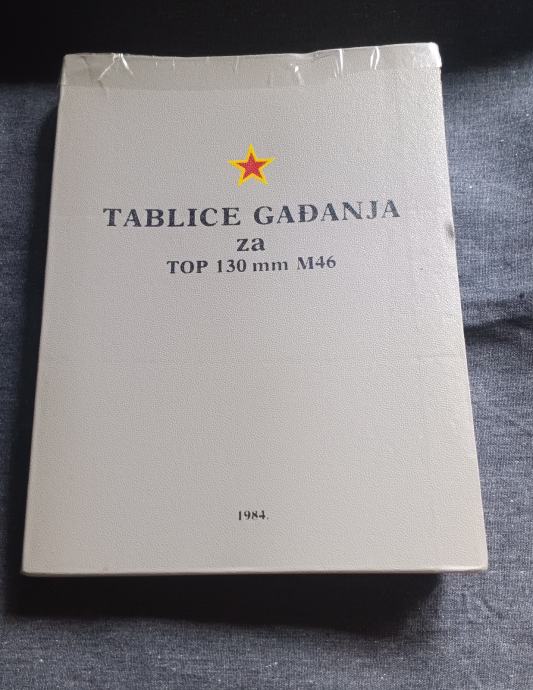 TABLICE GAĐANJA
za
TOP 130 mm M46
1984.